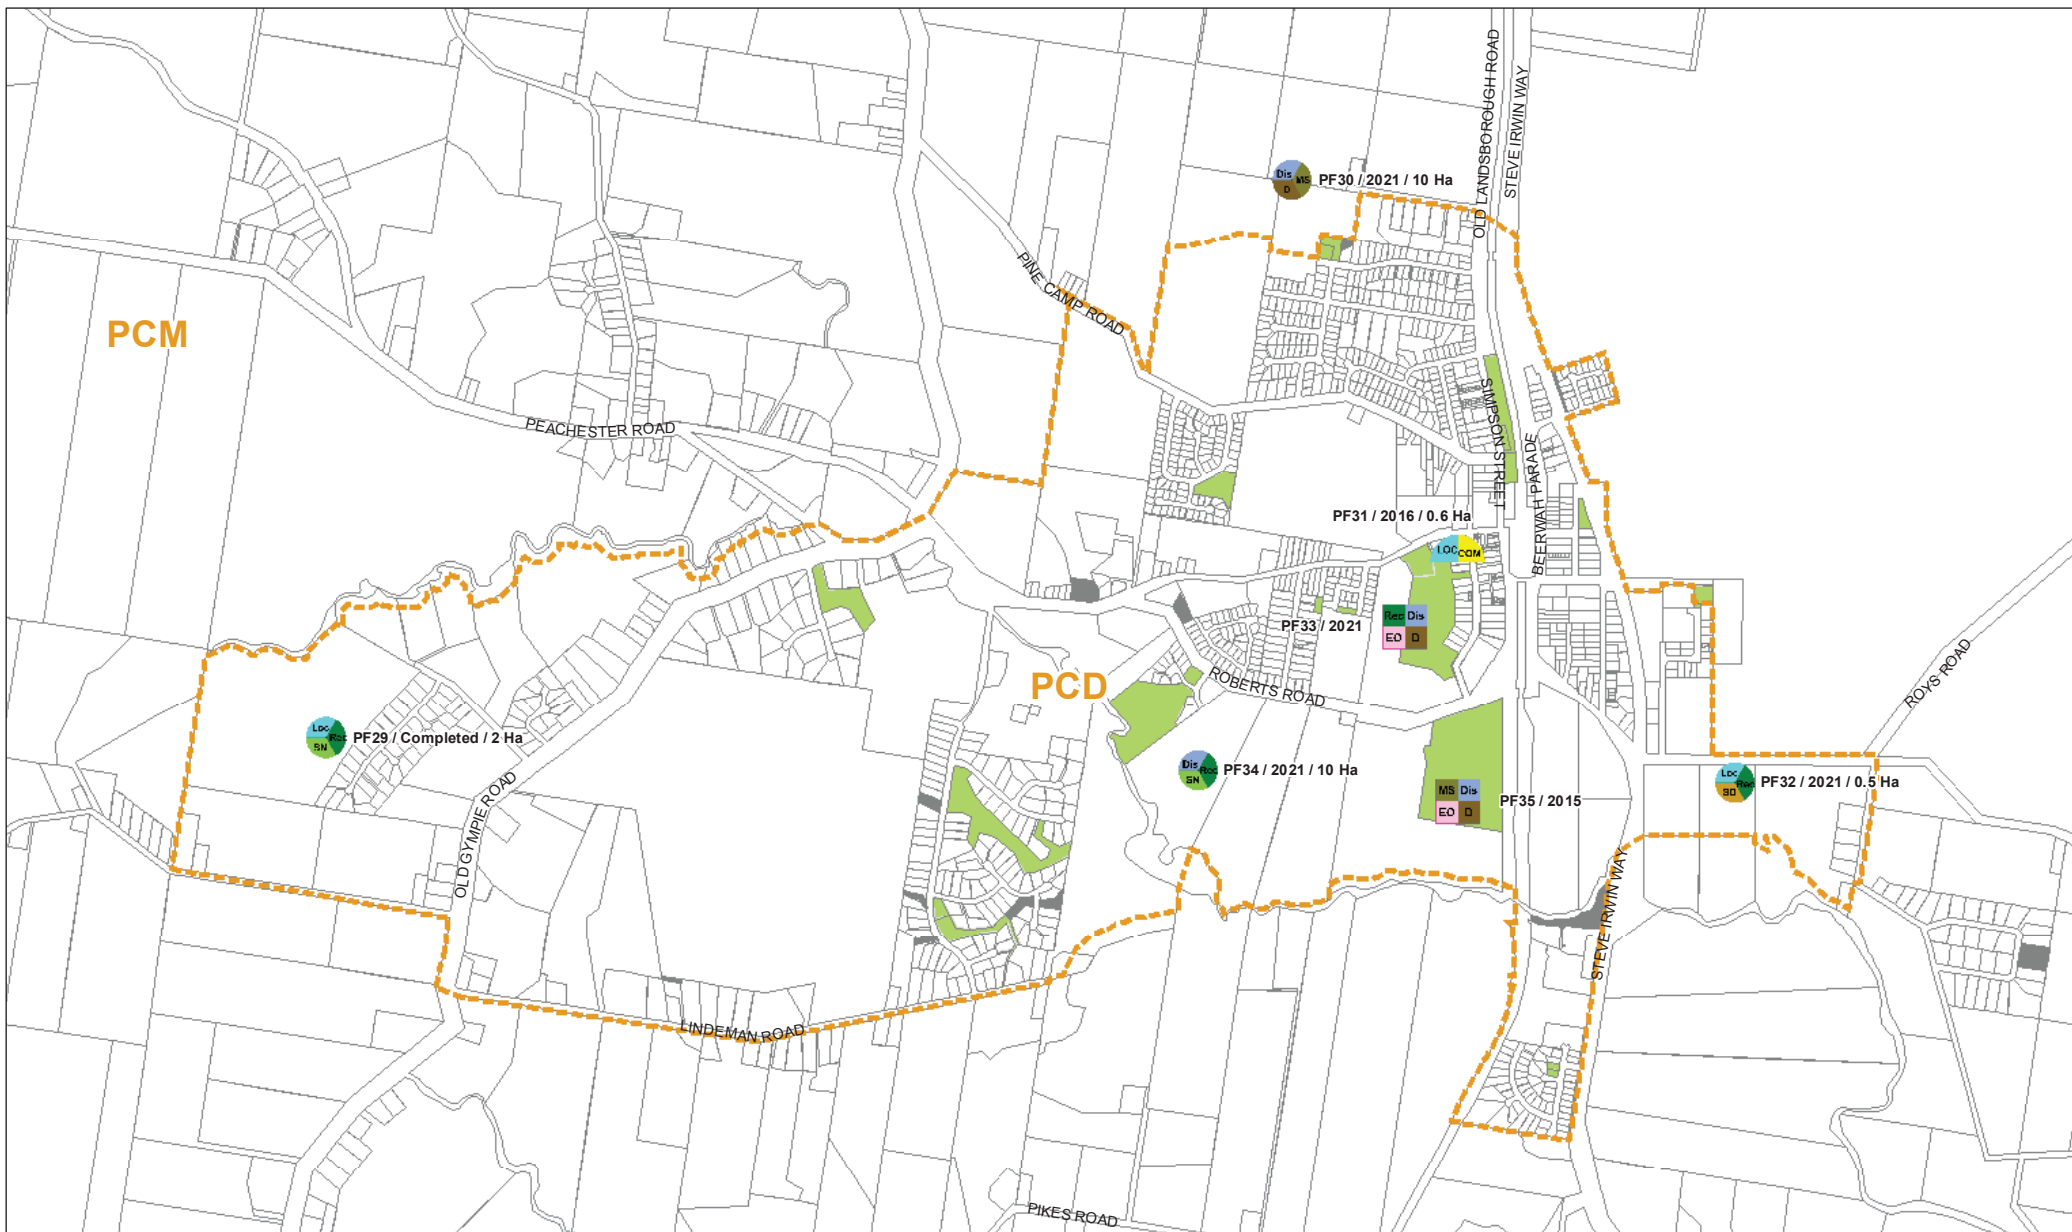 OLD LANDSBOROUGH ROAD
STEVE IRWIN WAY
Dis MS
D
PF30 / 2021 / 10 Ha
PINE CAMP ROAD
PCM
PEACHESTER ROAD
SIMPSON STREET
BEERWAH PARADE
PF31 / 2016 / 0.6 Ha
LOC COM
Rec Dis
EO D
PF33 / 2021
PCD
ROBERTS ROAD
ROYS ROAD
Loc Rec
SN
PF29 / Completed / 2 Ha
Dis Rec
SN
PF34 / 2021 / 10 Ha
Loc Rec
PF32 / 2021 / 0.5 Ha
MS Dis
EO D
PF35 / 2015
OLD GYMPIE ROAD
STEVE IRWIN WAY
LINDEMAN ROAD
PIKES ROAD